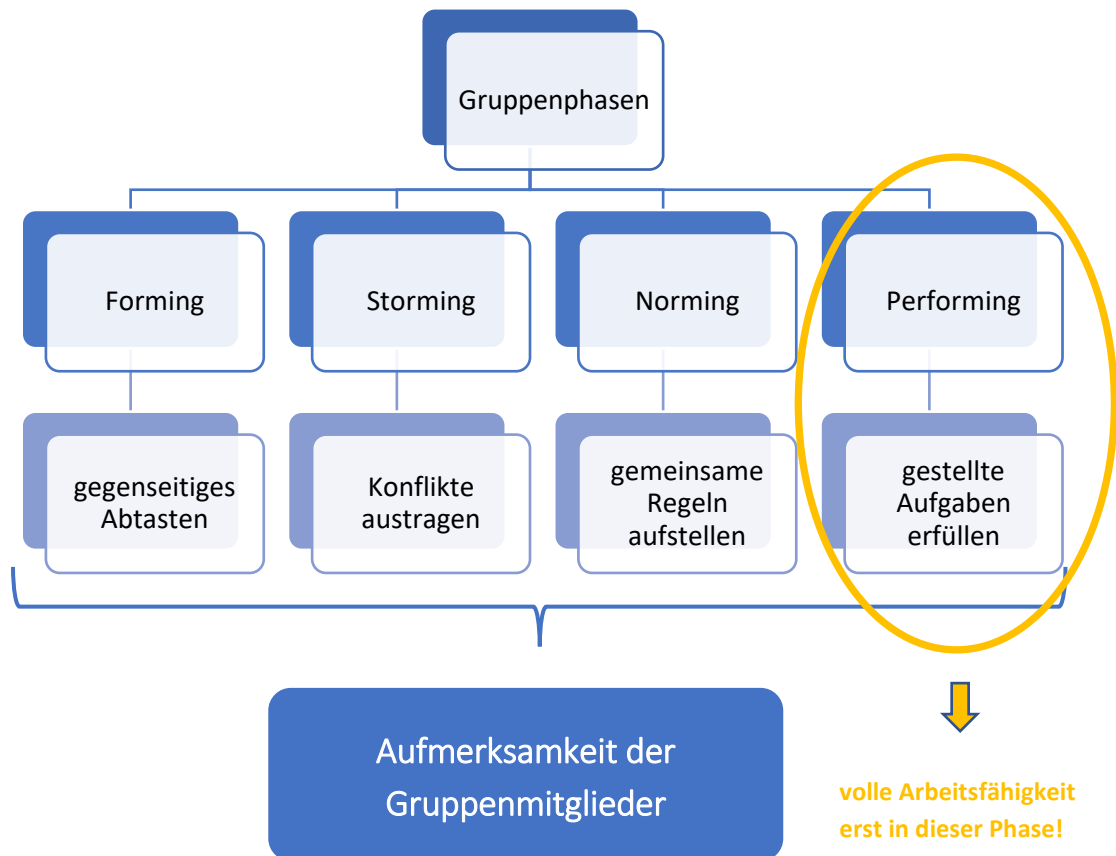 Gruppenphasen
Forming
Storming
Norming
Performing
gegenseitiges
Abtasten
Konflikte
austragen
gemeinsame
Regeln
aufstellen
gestellte
Aufgaben
erfüllen
Aufmerksamkeit der
Gruppenmitglieder
volle Arbeitsfähigkeit
erst in dieser Phase!